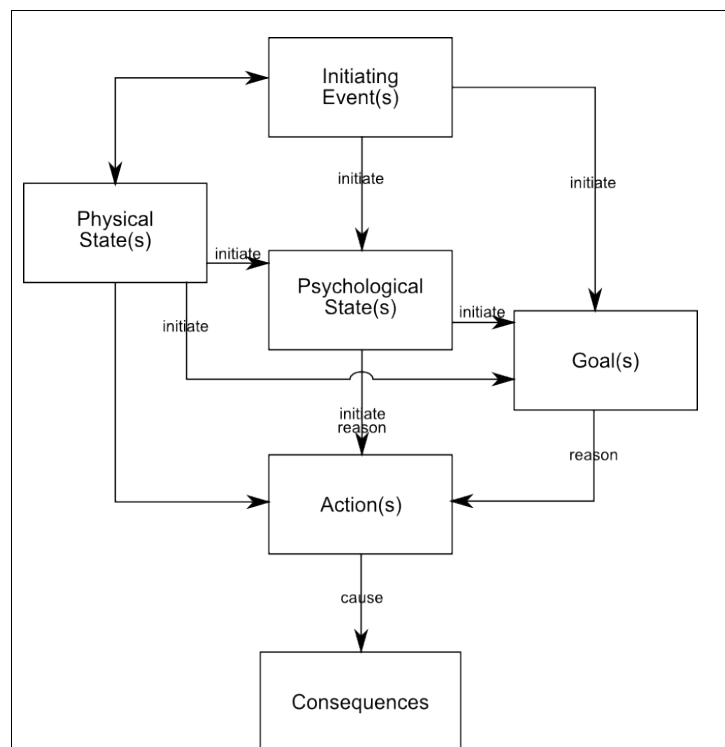 Initiating
Event(s)
initiate
initiate
Physical
State(s)
initiate
Psychological
State(s)
initiate
initiate
Goal(s)
initiate
reason
reason
Action(s)
cause
Consequences